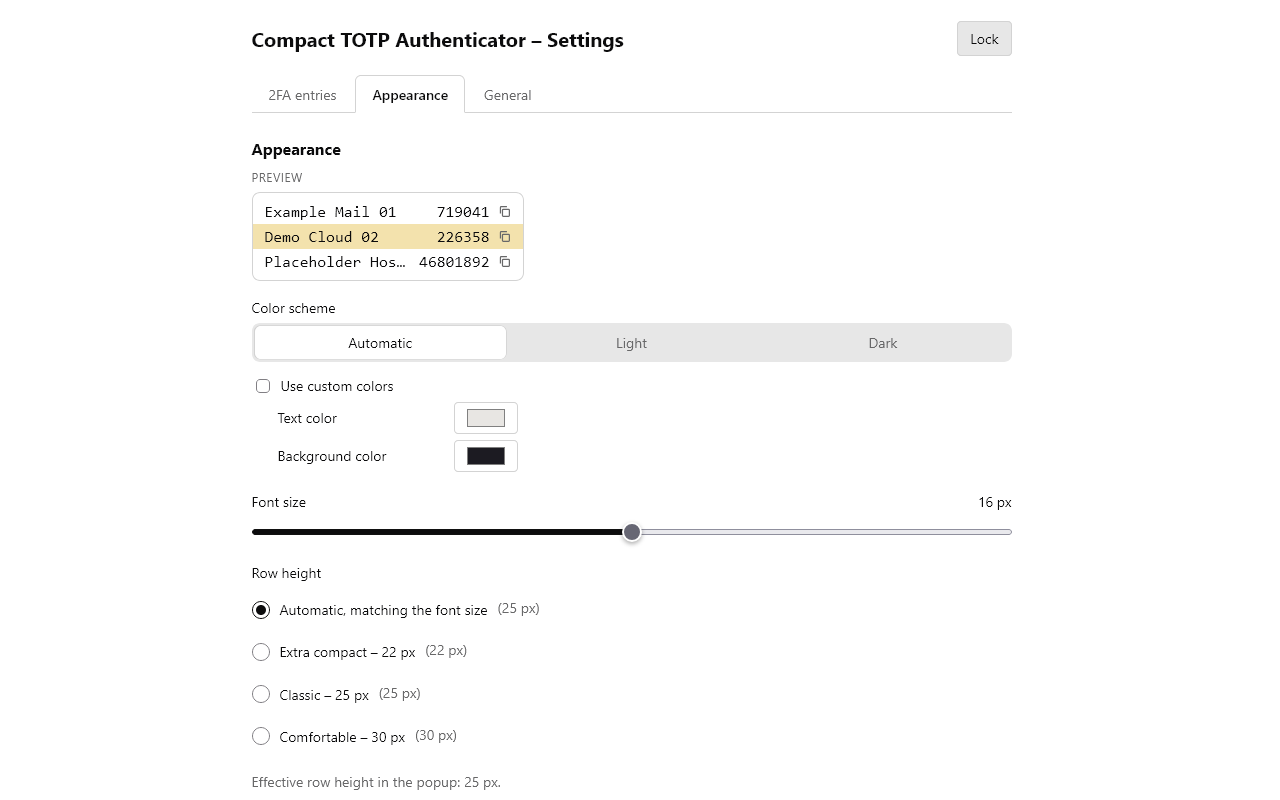 Compact TOTP Authenticator – Settings
Lock
2FA entries
Appearance
General
Appearance
PREVIEW
Example Mail 01 719041
Demo Cloud 02 226358
Placeholder Hos… 46801892
Color scheme
Automatic
Light
Dark
Use custom colors
Text color
Background color
Font size
16 px
Row height
Automatic, matching the font size (25 px)
Extra compact – 22 px (22 px)
Classic – 25 px (25 px)
Comfortable – 30 px (30 px)
Effective row height in the popup: 25 px.